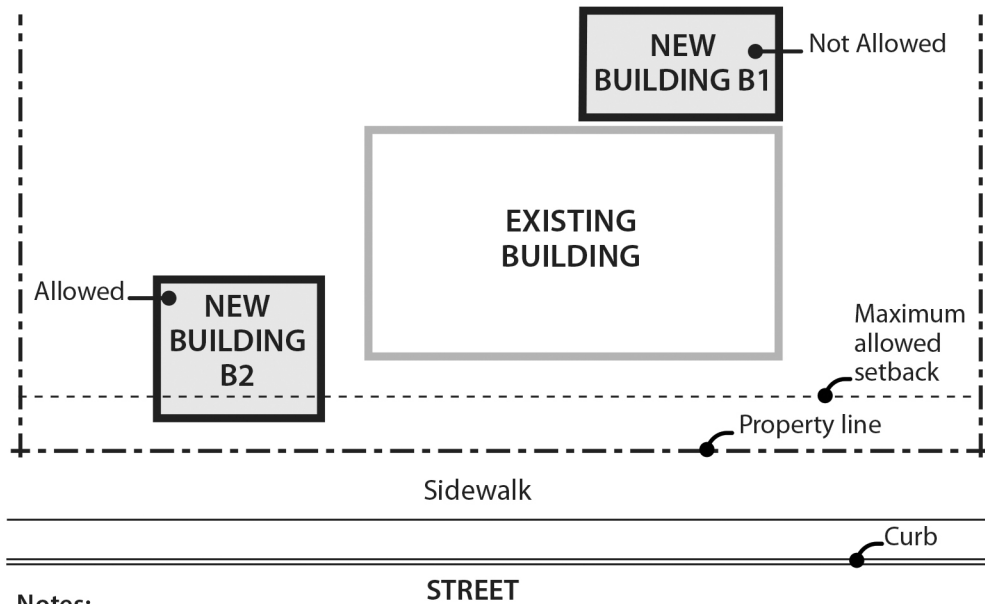 NEW
BUILDING B1
Not Allowed
EXISTING
BUILDING
Allowed
NEW
BUILDING
B2
Maximum
allowed
setback
Property line
Sidewalk
Curb
STREET
Notes: